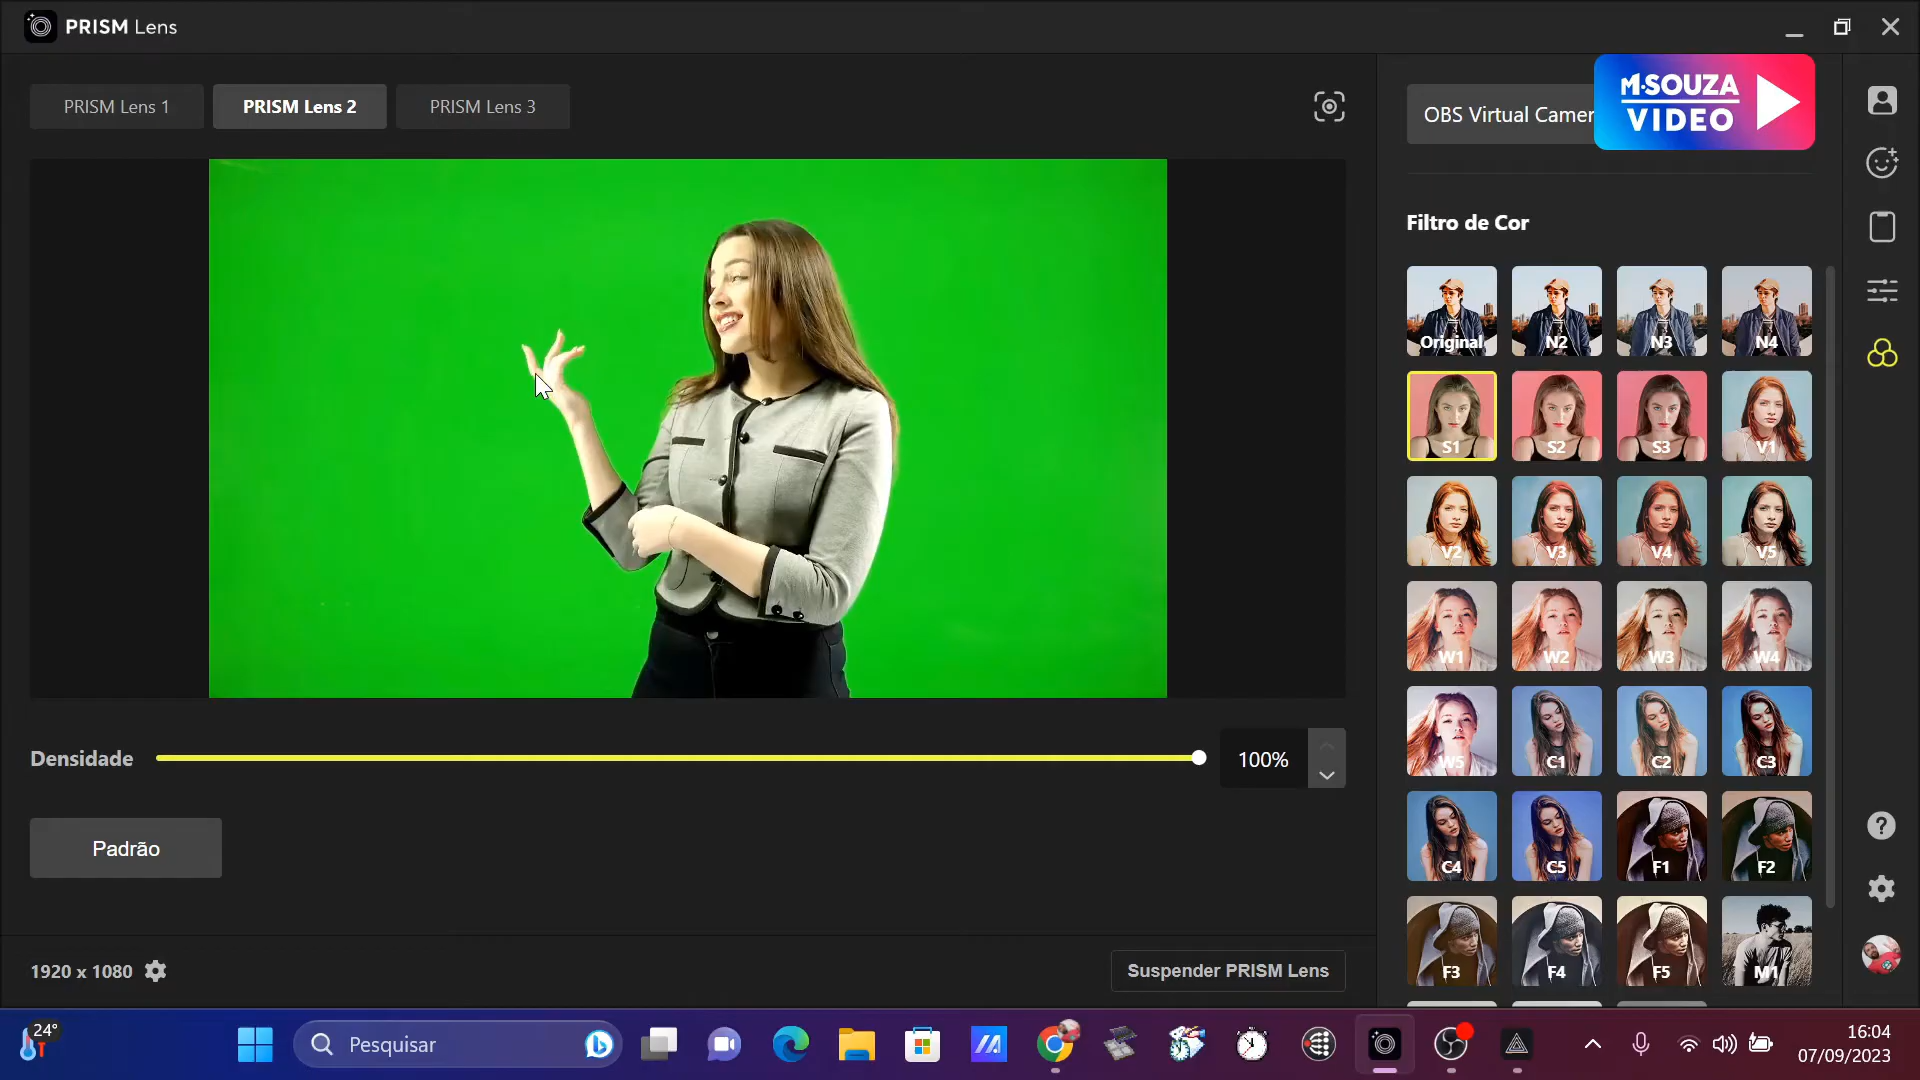 PRISM Lens
PRISM Lens 1
PRISM Lens 2
PRISM Lens 3
OBS Virtual Camer
M·SOUZA
VIDEO
Filtro de Cor
Original
N2
N3
N4
S1
S2
S3
V1
V2
V3
V4
V5
W1
W2
W3
W4
W5
C1
C2
C3
C4
C5
F1
F2
F3
F4
F5
M1
Densidade
100%
Padrão
1920 x 1080
Suspender PRISM Lens
24°
Pesquisar
16:04
07/09/2023